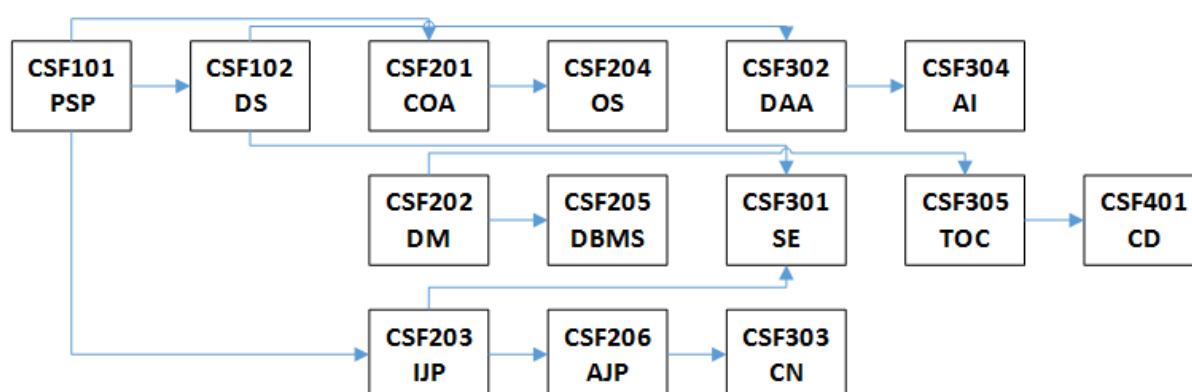 CSF101
PSP
CSF102
DS
CSF201
COA
CSF204
OS
CSF302
DAA
CSF304
AI
CSF202
DM
CSF205
DBMS
CSF301
SE
CSF305
TOC
CSF401
CD
CSF203
IJP
CSF206
AJP
CSF303
CN